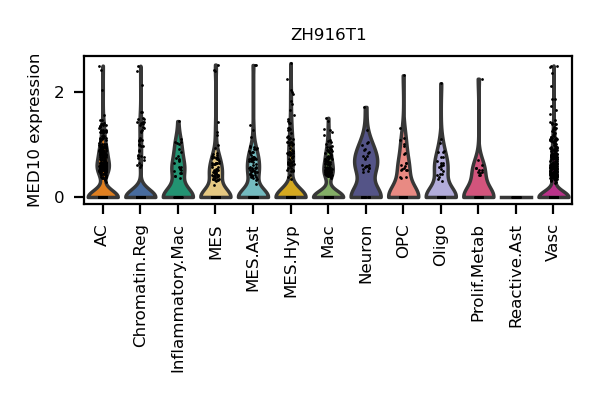 ZH916T1
MED10 expression
2
0
AC
Chromatin.Reg
Inflammatory.Mac
MES
MES.Ast
MES.Hyp
Mac
Neuron
OPC
Oligo
Prolif.Metab
Reactive.Ast
Vasc